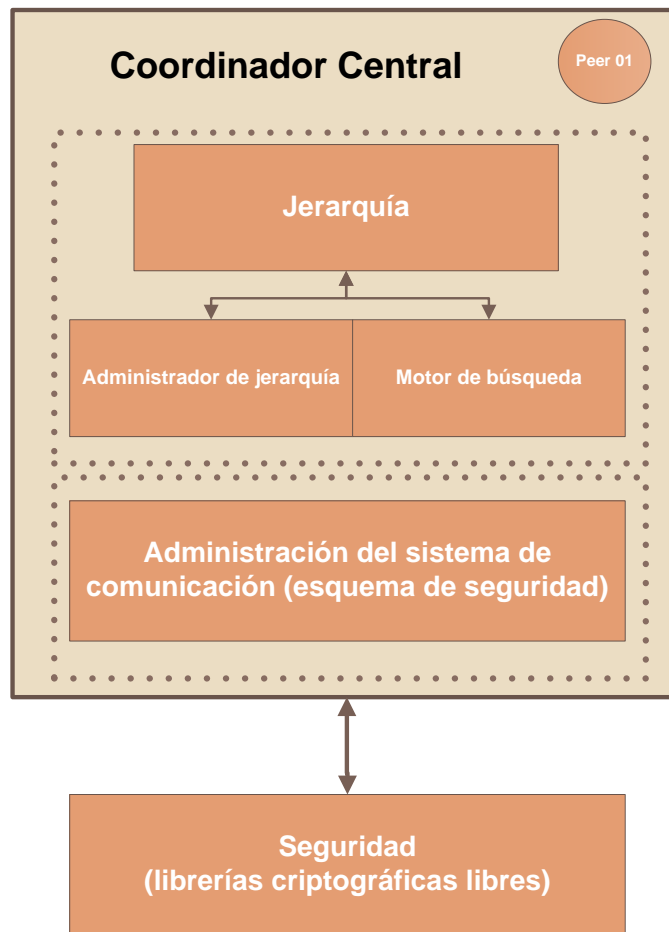 Coordinador Central
Peer 01
Jerarquía
Administrador de jerarquía
Motor de búsqueda
Administración del sistema de
comunicación (esquema de seguridad)
Seguridad
(librerías criptográficas libres)